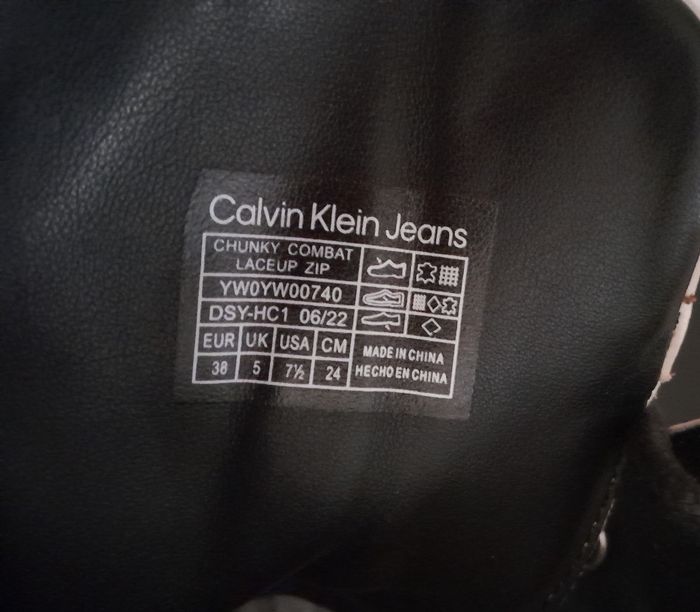 Calvin Klein Jeans
CHUNKY COMBAT
LACEUP ZIP
YW0YW00740
DSY-HC1 06/22
EUR UK USA CM
38 5 7½ 24
MADE IN CHINA
HECHO EN CHINA